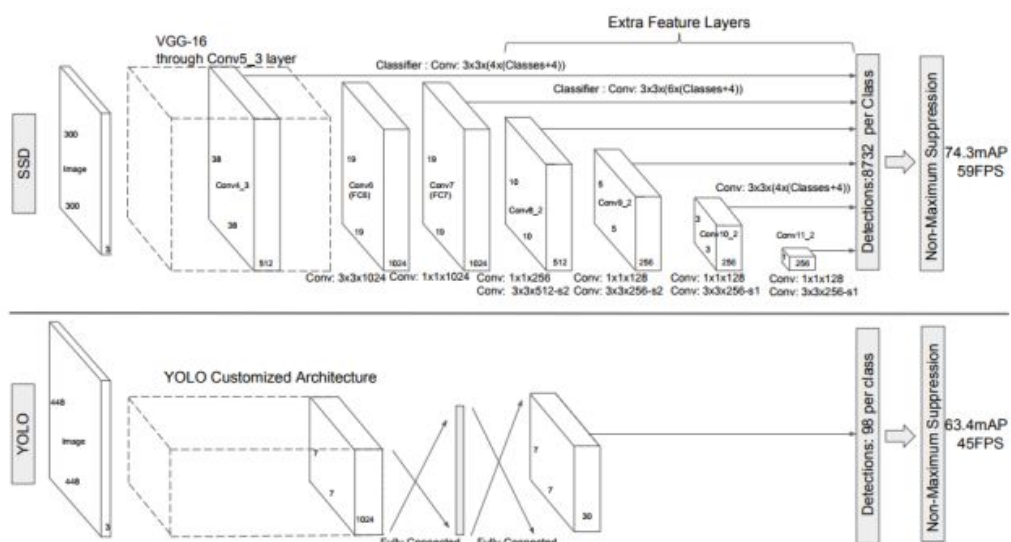 Extra Feature Layers
VGG-16
through Conv5_3 layer
Classifier : Conv: 3x3x(4x(Classes+4))
Classifier : Conv: 3x3x(6x(Classes+4))
SSD
300
Image
300
3
38
Conv4_3
38
512
19
Conv6
(FC6)
19
1024
19
Conv7
(FC7)
19
1024
10
Conv8_2
10
512
5
Conv9_2
5
256
Conv: 3x3x(4x(Classes+4))
3
Conv10_2
3
256
Conv11_2
1
256
Detections:8732 per Class
Non-Maximum Suppression
74.3mAP
59FPS
Conv: 3x3x1024
Conv: 1x1x1024
Conv: 1x1x256
Conv: 3x3x512-s2
Conv: 1x1x128
Conv: 3x3x256-s2
Conv: 1x1x128
Conv: 3x3x256-s1
Conv: 1x1x128
Conv: 3x3x256-s1
YOLO
448
Image
448
3
YOLO Customized Architecture
7
7
1024
Fully Connected
Fully Connected
7
7
30
Detections: 98 per class
Non-Maximum Suppression
63.4mAP
45FPS